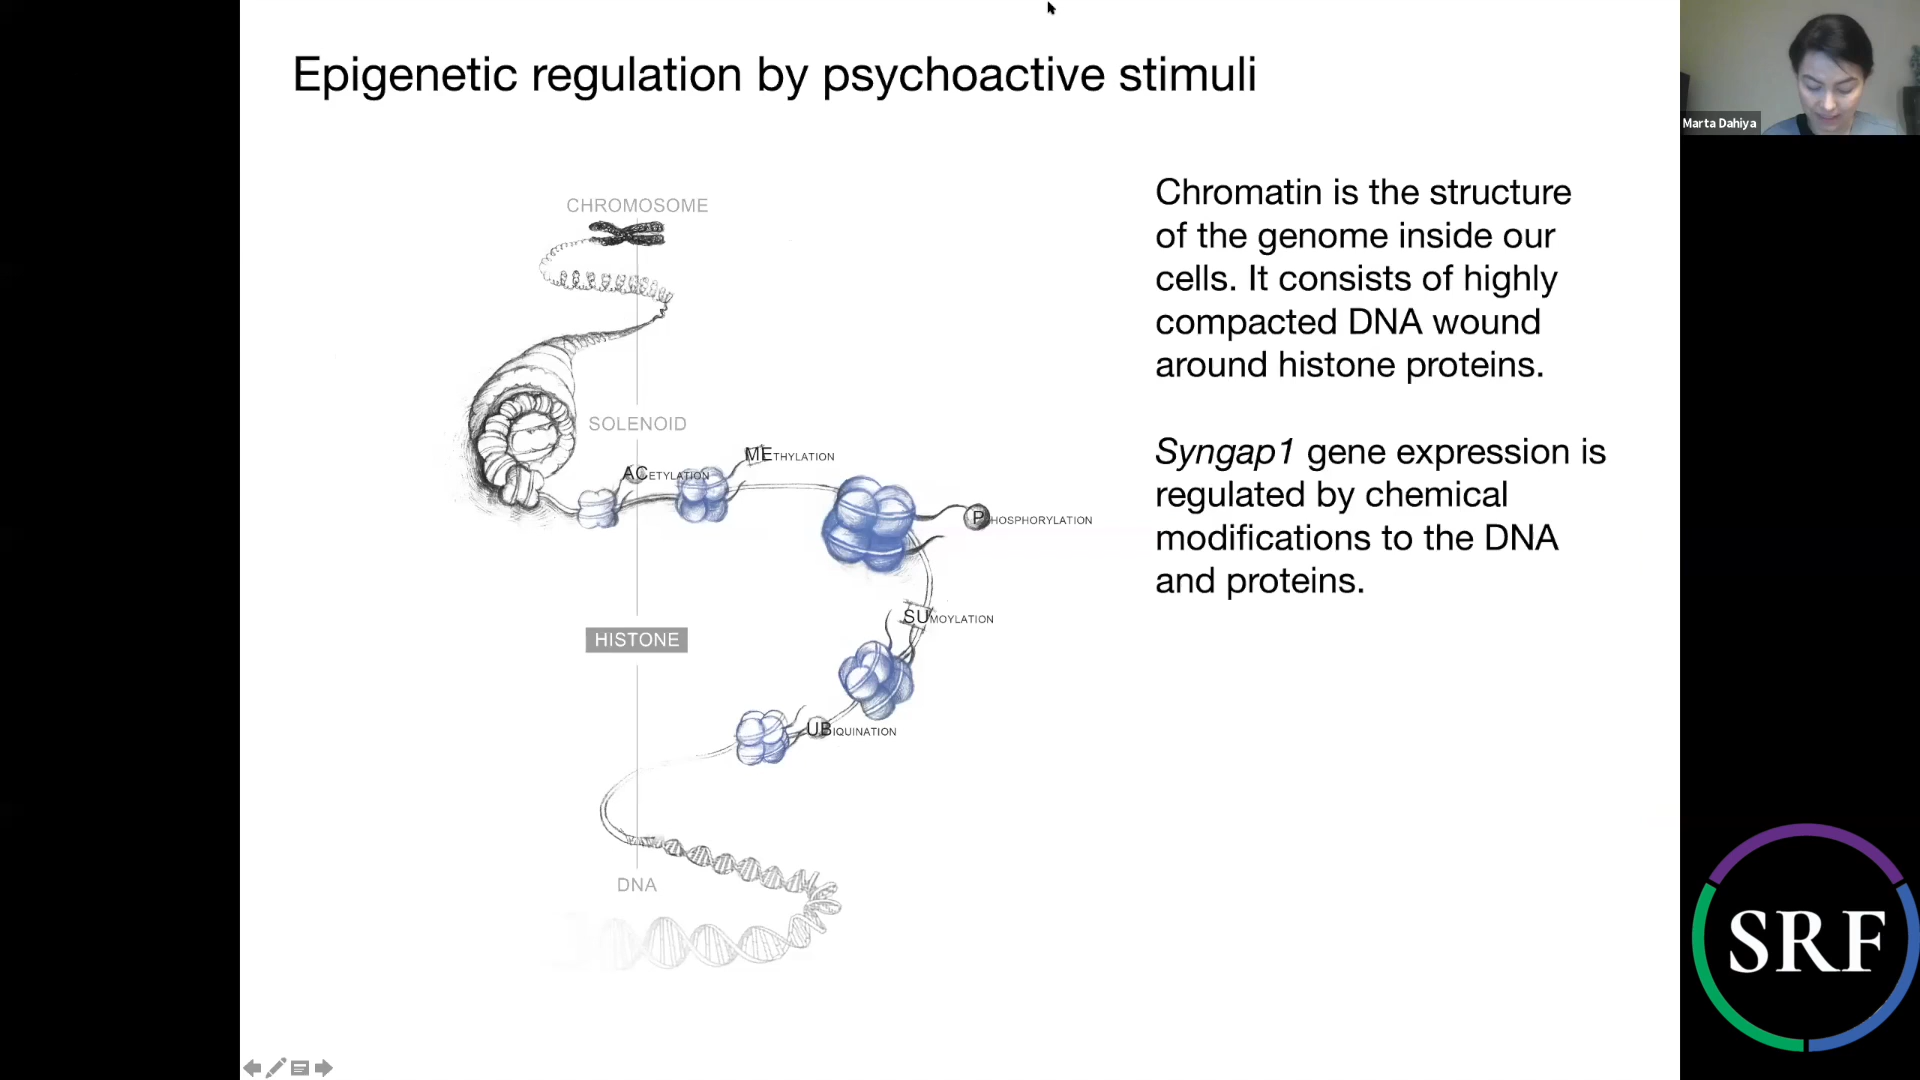 Epigenetic regulation by psychoactive stimuli
Marta Dahiya
CHROMOSOME
SOLENOID
ACETYLATION
METHYLATION
PHOSPHORYLATION
SUMOYLATION
HISTONE
UBIQUINATION
DNA
Chromatin is the structure
of the genome inside our
cells. It consists of highly
compacted DNA wound
around histone proteins.
Syngap1 gene expression is
regulated by chemical
modifications to the DNA
and proteins.
SRF